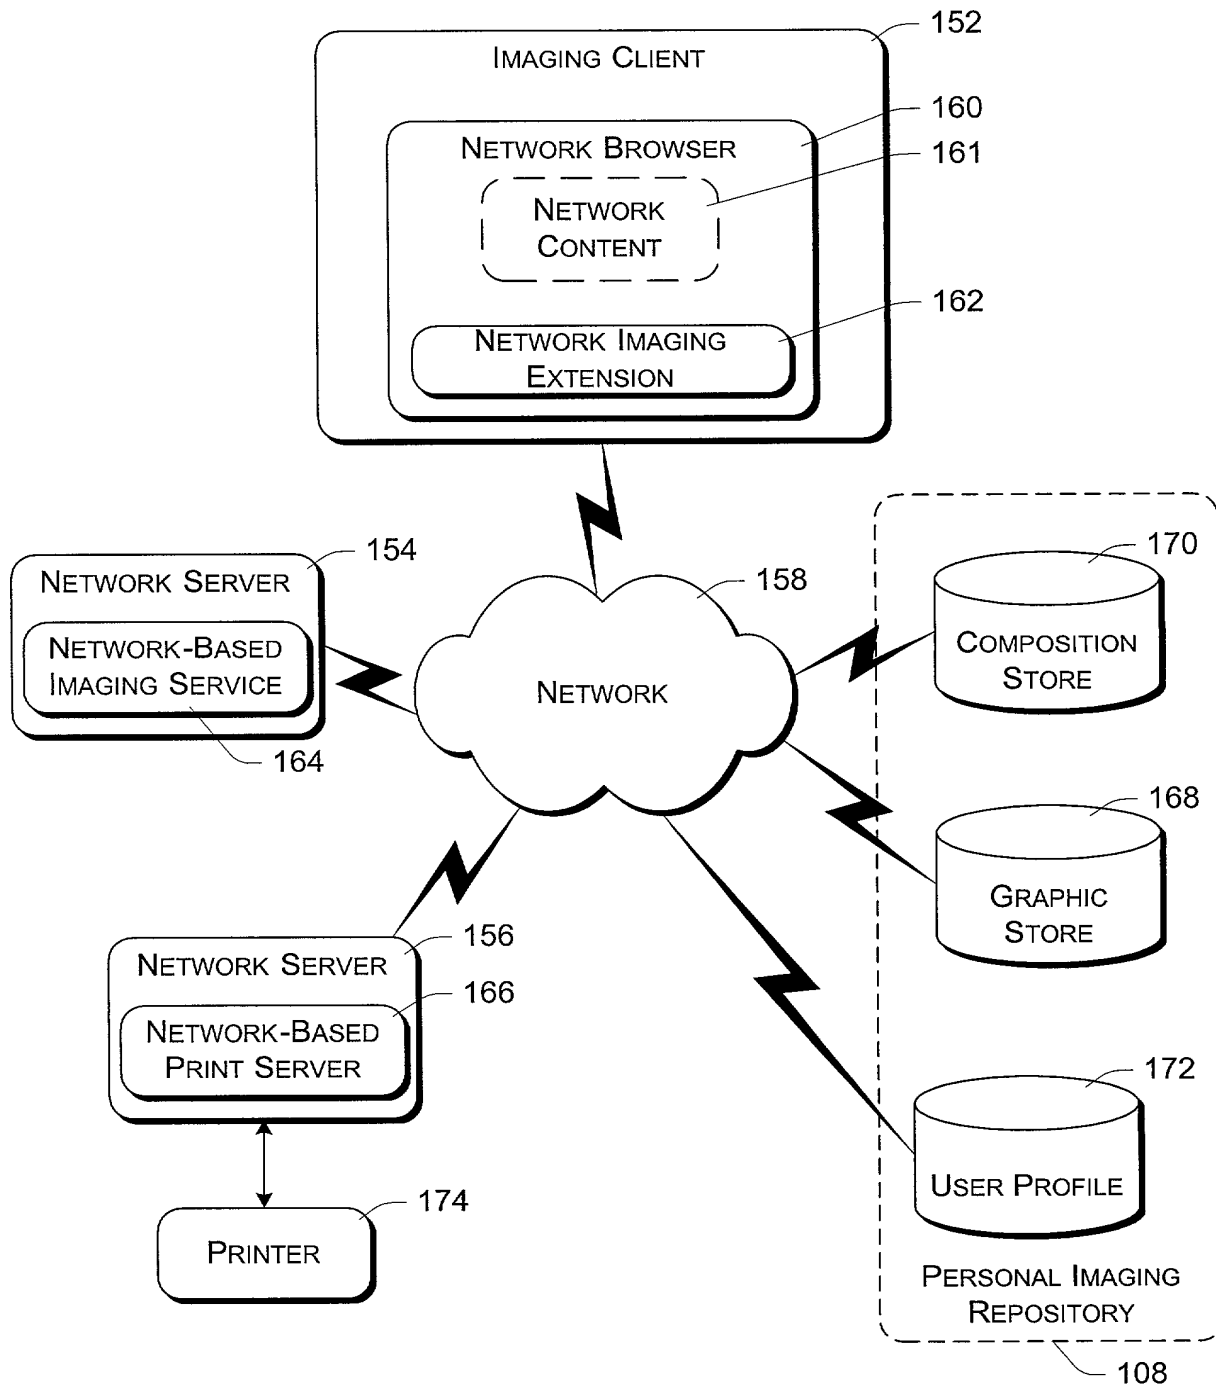 152
IMAGING CLIENT
160
NETWORK BROWSER
161
NETWORK
CONTENT
162
NETWORK IMAGING
EXTENSION
154
NETWORK SERVER
NETWORK-BASED
IMAGING SERVICE
164
158
NETWORK
170
COMPOSITION
STORE
168
GRAPHIC
STORE
156
NETWORK SERVER
166
NETWORK-BASED
PRINT SERVER
172
USER PROFILE
174
PRINTER
PERSONAL IMAGING
REPOSITORY
108